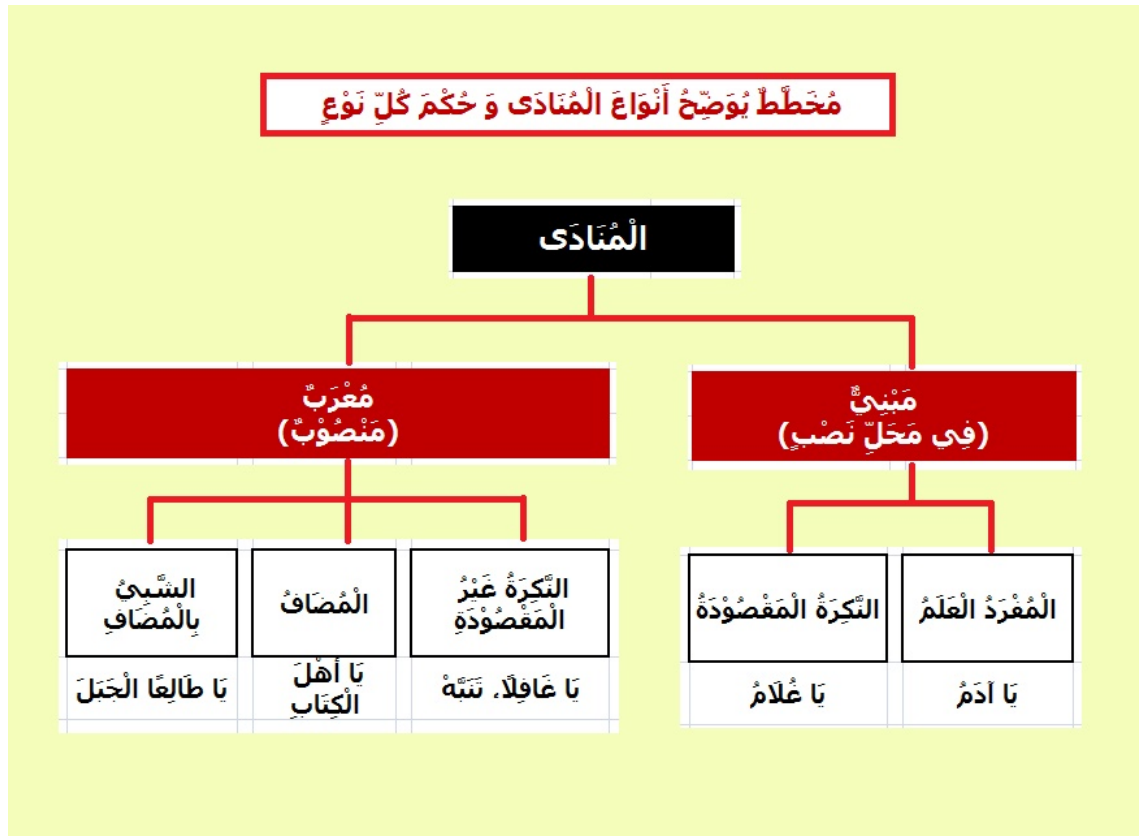 مُخَطَّطٌ يُوَضِّحُ أَنْوَاعَ الْمُنَادَى وَ حُكْمَ كُلِّ نَوْعٍ
الْمُنَادَى
مَبْنِيٌّ
(فِي مَحَلِّ نَصْبٍ)
مُعْرَبٌ
(مَنْصُوْبٌ)
الْمُفْرَدُ الْعَلَمُ
النَّكِرَةُ الْمَقْصُوْدَةُ
النَّكِرَةُ غَيْرُ
الْمَقْصُوْدَةِ
الْمُضَافُ
الشَّبِيُ
بِالْمُضَافِ
يَا آدَمُ
يَا غُلَامُ
يَا غَافِلًا، تَنَبَّهْ
يَا أَهْلَ
الْكِتَابِ
يَا طَالِعًا الْجَبَلَ